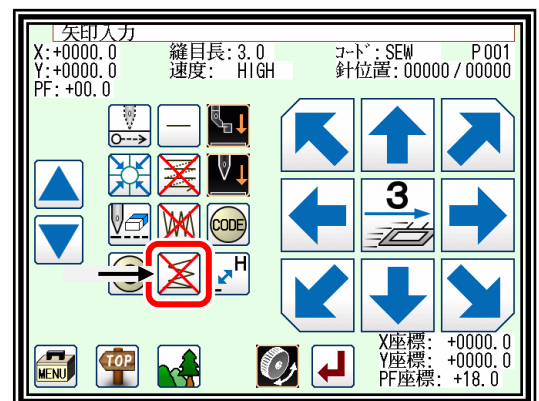 矢印入力
X:+0000.0 縫目長:3.0 コード:SEW P001
Y:+0000.0 速度: HIGH 針位置:00000/00000
PF:+00.0
3
CODE
H
X座標: +0000.0
MENU TOP Y座標: +0000.0
PF座標: +18.0